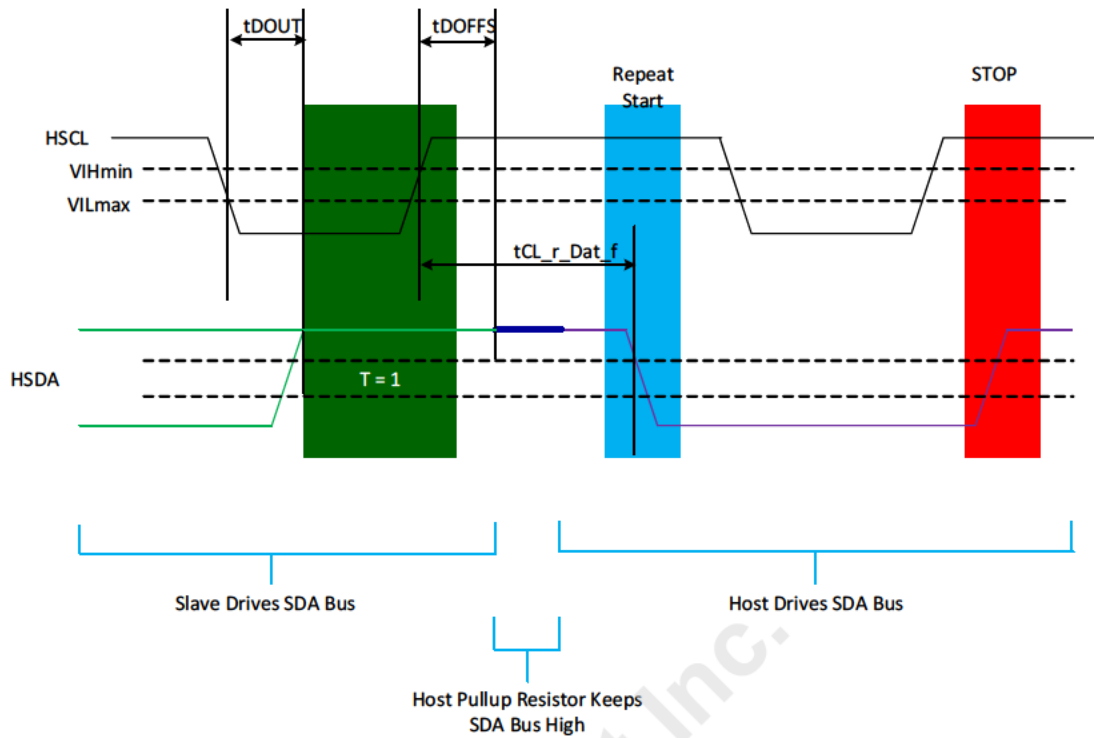 tDOUT
tDOFFS
Repeat
Start
STOP
HSCL
VIHmin
VILmax
tCL_r_Dat_f
HSDA
T = 1
Slave Drives SDA Bus
Host Drives SDA Bus
Host Pullup Resistor Keeps
SDA Bus High
Inc.